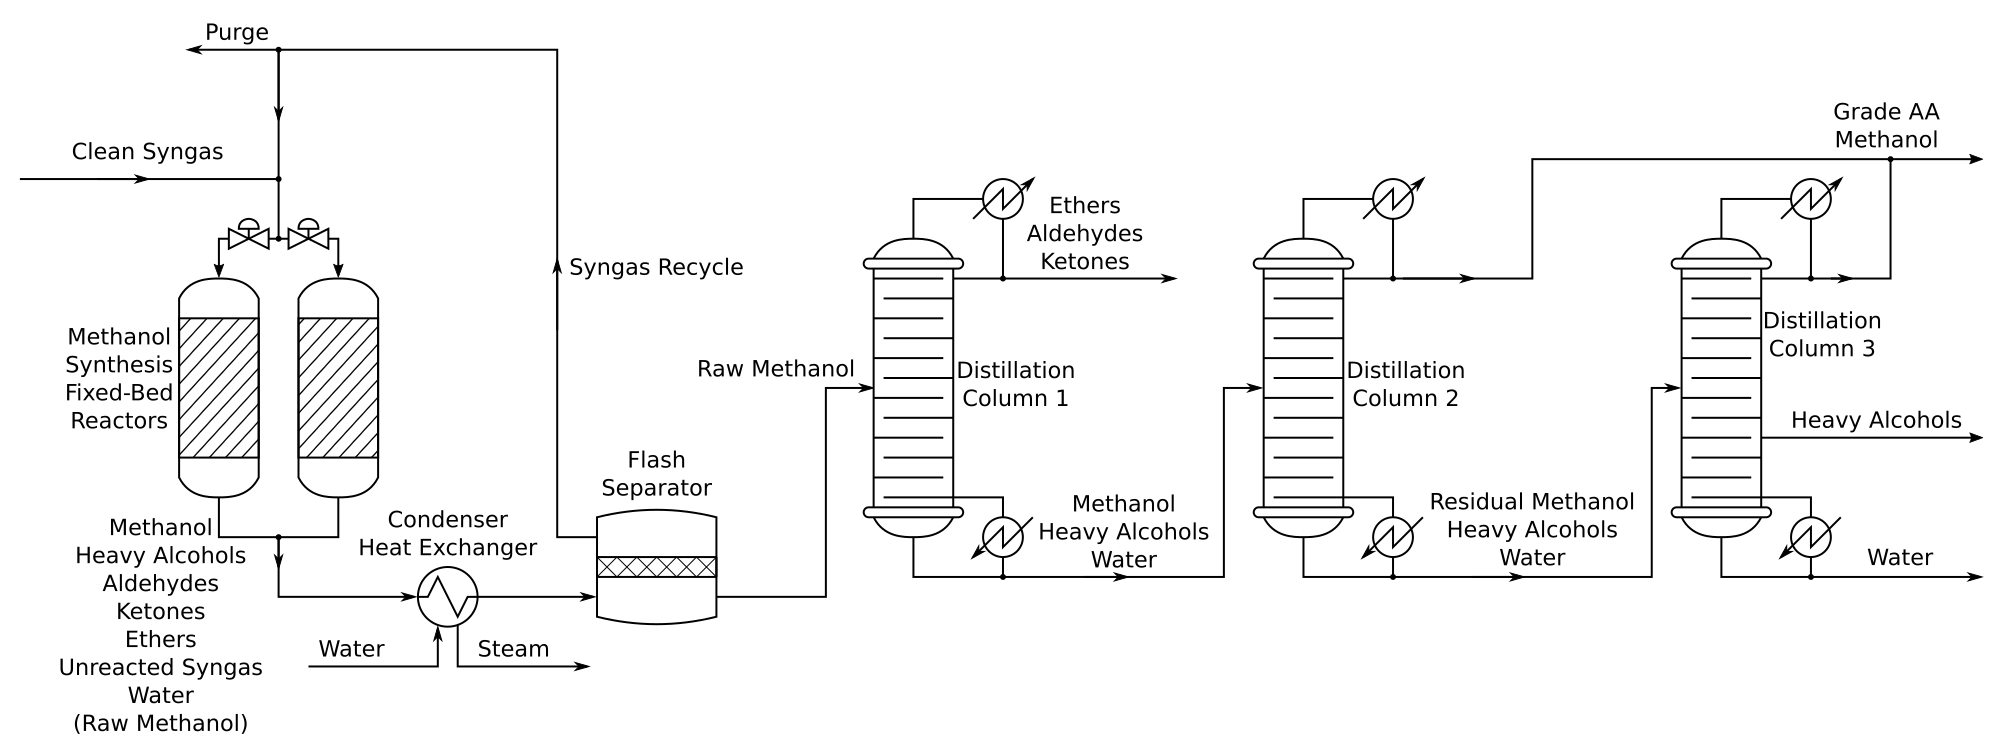 Purge
Clean Syngas
Syngas Recycle
Methanol
Synthesis
Fixed-Bed
Reactors
Methanol
Heavy Alcohols
Aldehydes
Ketones
Ethers
Unreacted Syngas
Water
(Raw Methanol)
Condenser
Heat Exchanger
Water
Steam
Flash
Separator
Raw Methanol
Distillation
Column 1
Ethers
Aldehydes
Ketones
Methanol
Heavy Alcohols
Water
Distillation
Column 2
Residual Methanol
Heavy Alcohols
Water
Grade AA
Methanol
Distillation
Column 3
Heavy Alcohols
Water